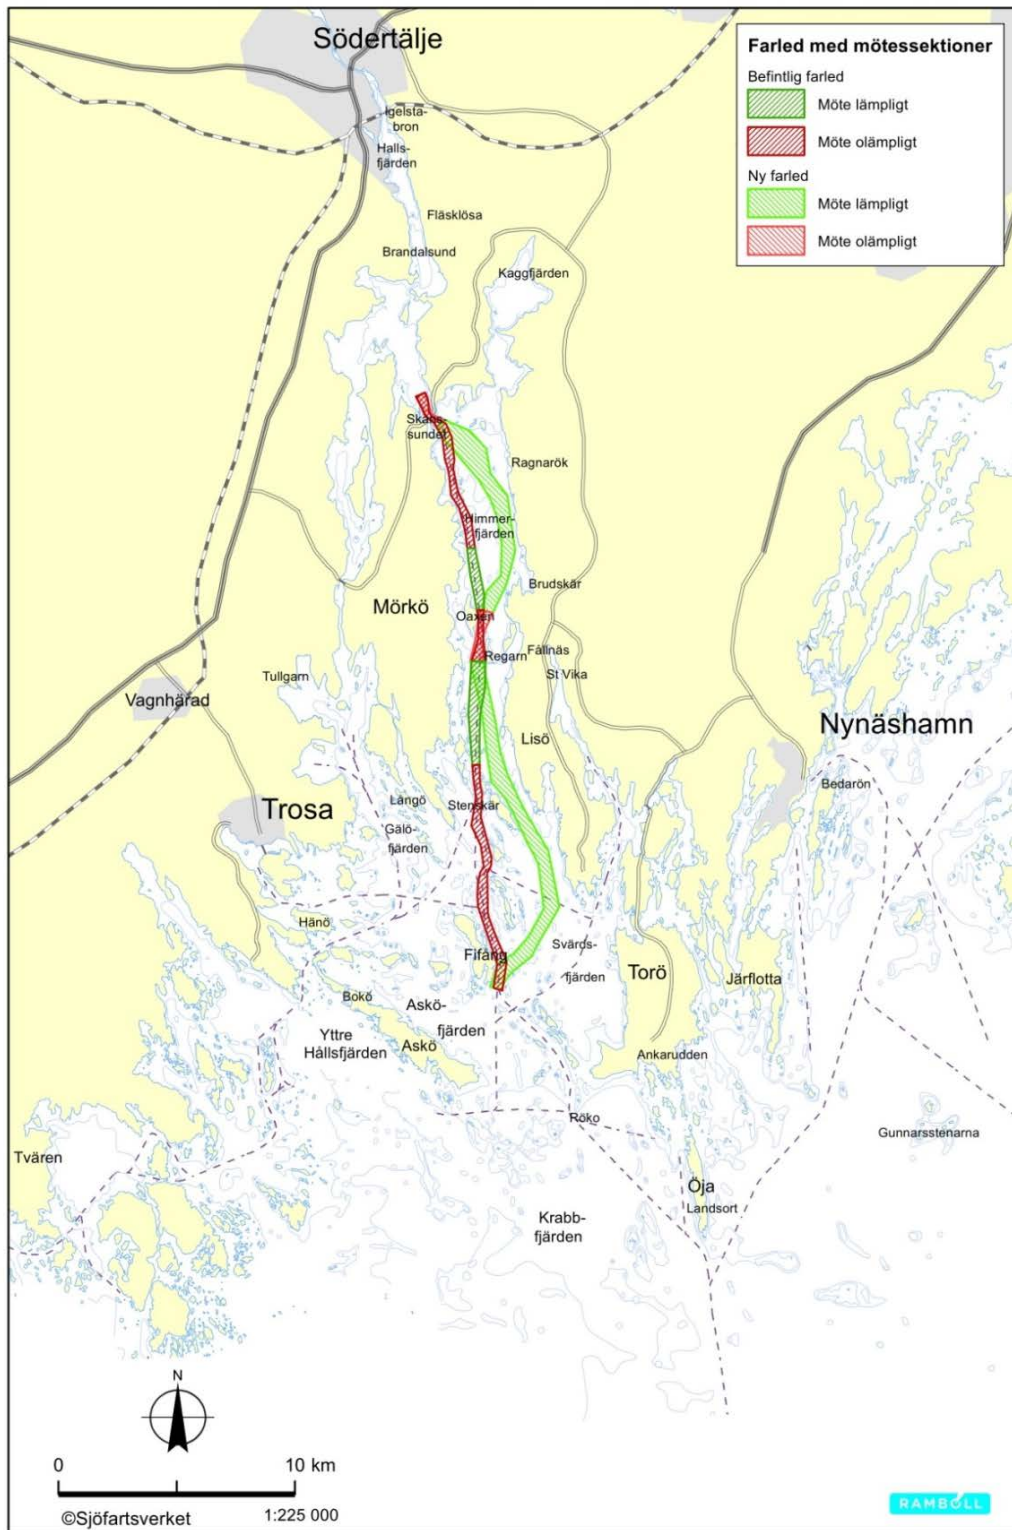 Södertälje
Farled med mötessektioner
Befintlig farled
Möte lämpligt
Möte olämpligt
Ny farled
Möte lämpligt
Möte olämpligt
Igelsta-
bron
Halls-
fjärden
Fläsklösa
Brandalsund
Kaggfjärden
Skans-
sundet
Ragnarök
Himmer-
fjärden
Brudskär
Mörkö
Oaxen
Regarn
Fållnäs
St Vika
Tullgarn
Vagnhärad
Nynäshamn
Lisö
Bedarön
Trosa
Långö
Stenskär
Gälö-
fjärden
Hänö
Fifång
Svärds-
fjärden
Torö
Järflotta
Bokö
Askö-
fjärden
Yttre
Hållsfjärden
Askö
Ankarudden
Röko
Gunnarsstenarna
Tvären
Öja
Landsort
Krabb-
fjärden
N
0 10 km
©Sjöfartsverket 1:225 000
RAMBOLL